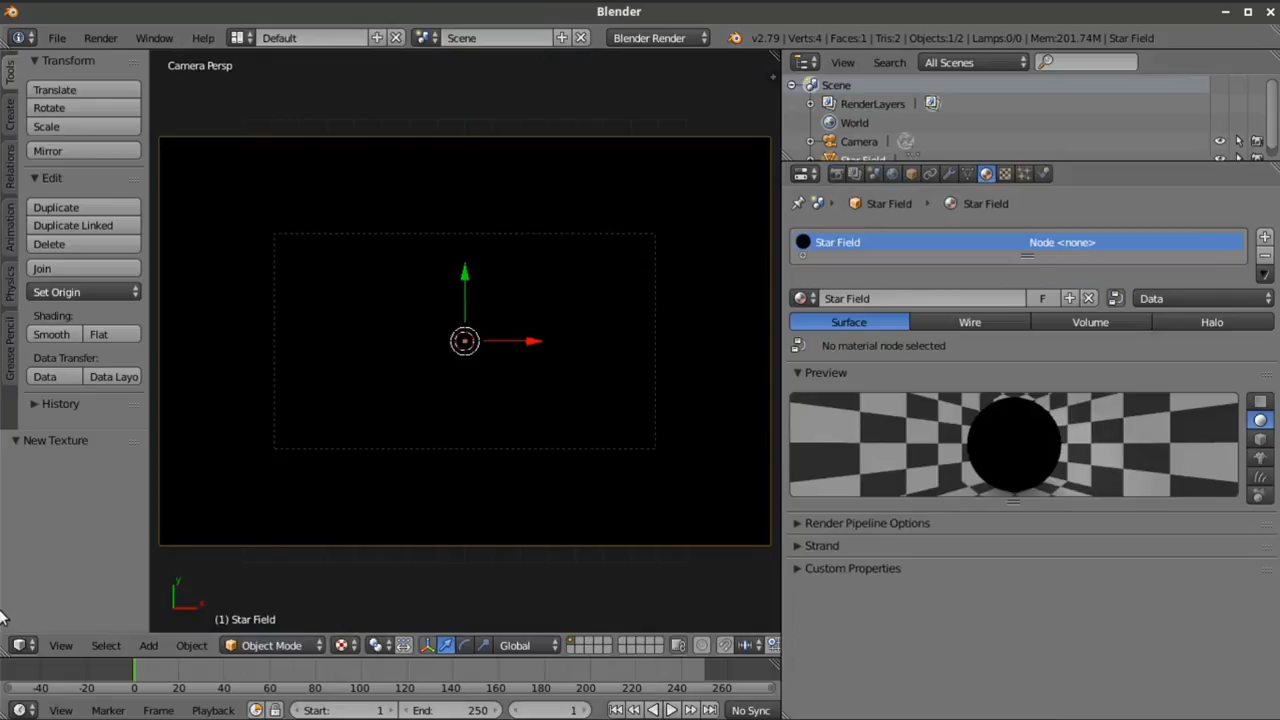 Blender
File Render Window Help Default Scene Blender Render v2.79 | Verts:4 | Faces:1 | Tris:2 | Objects:1/2 | Lamps:0/0 | Mem:201.74M | Star Field
Tools
Create
Relations
Animation
Physics
Grease Pencil
Transform
Translate
Rotate
Scale
Mirror
Edit
Duplicate
Duplicate Linked
Delete
Join
Set Origin
Shading:
Smooth Flat
Data Transfer:
Data Data Layo
History
New Texture
Camera Persp
y
x
(1) Star Field
View Select Add Object Object Mode Global
-40 -20 0 20 40 60 80 100 120 140 160 180 200 220 240 260
View Marker Frame Playback Start: 1 End: 250 1 No Sync
View Search All Scenes
Scene
RenderLayers
World
Camera
Star Field
Star Field Star Field
Star Field Node <none>
Star Field F Data
Surface Wire Volume Halo
No material node selected
Preview
Render Pipeline Options
Strand
Custom Properties